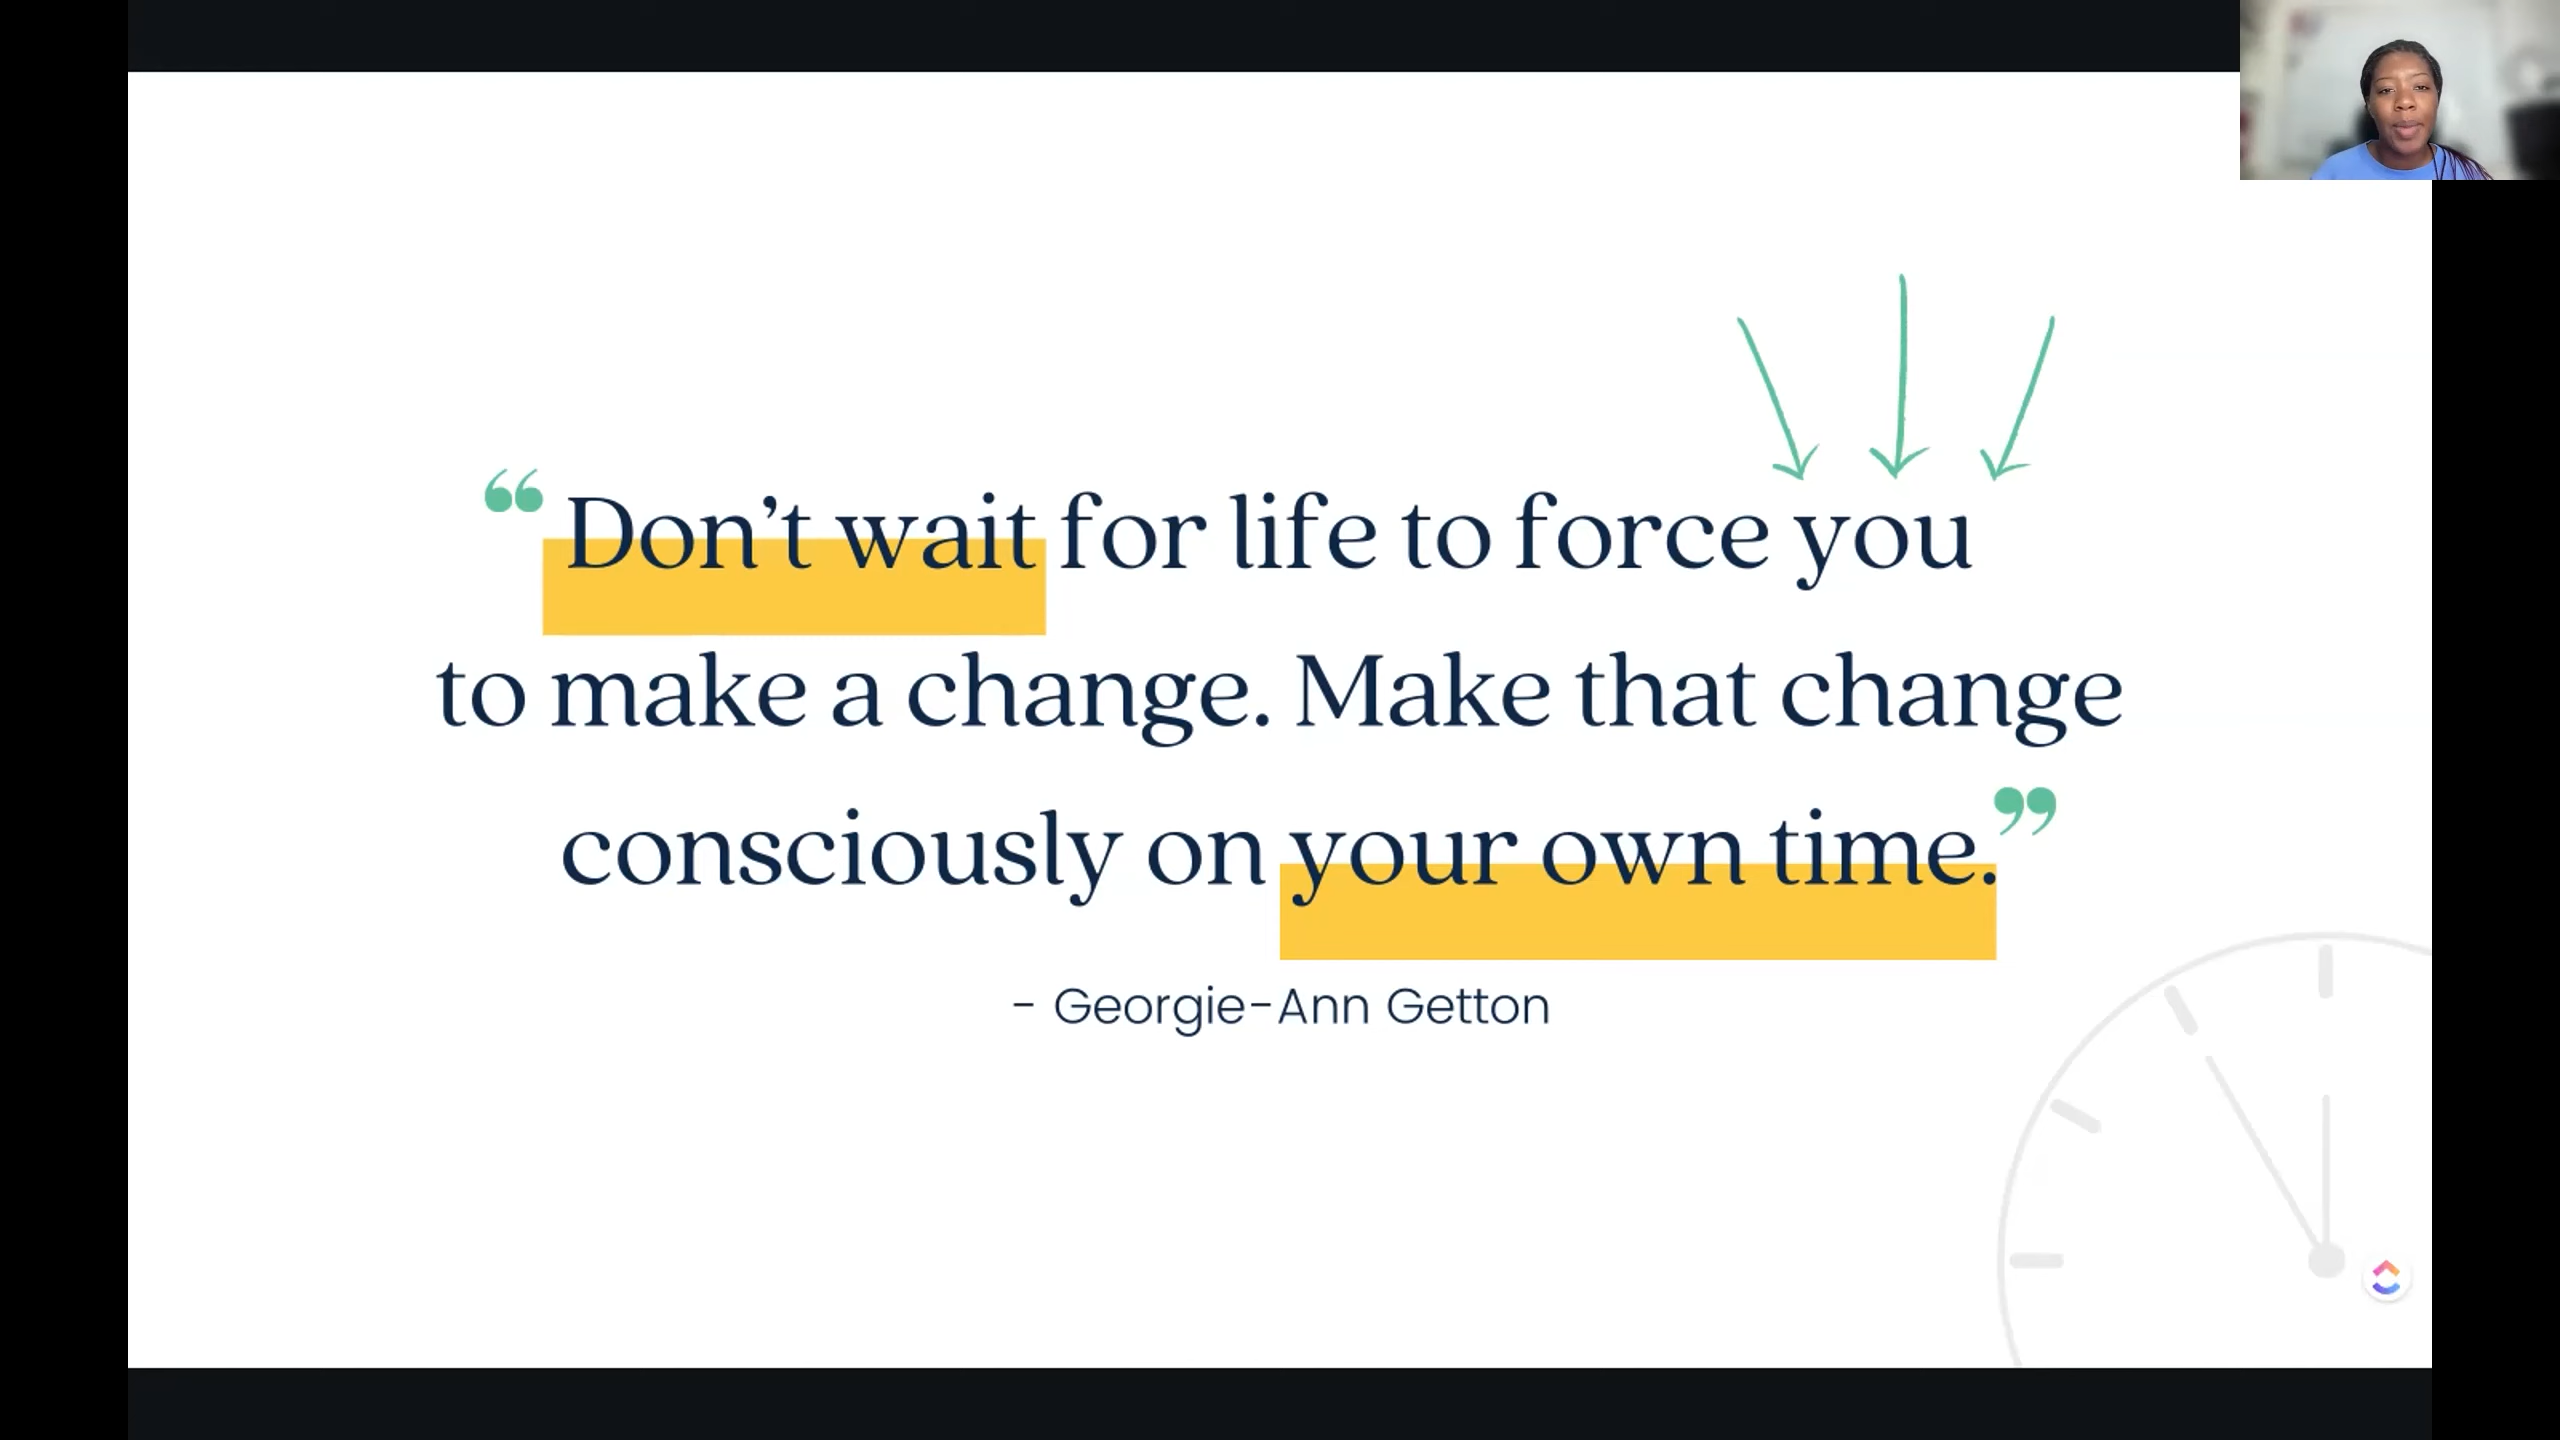 “Don’t wait for life to force you
to make a change. Make that change
consciously on your own time.”
- Georgie-Ann Getton